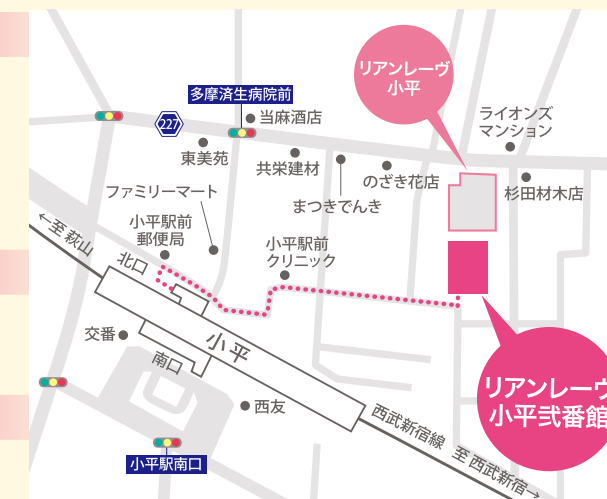 リアンレーヴ
小平
多摩済生病院前
227
当麻酒店
ライオンズ
マンション
東美苑
共栄建材
まつきでんき
のざき花店
杉田材木店
ファミリーマート
小平駅前
郵便局
小平駅前
クリニック
←至萩山
北口
小平
交番
南口
西友
西武新宿線
至西武新宿→
リアンレーヴ
小平弐番館
小平駅南口